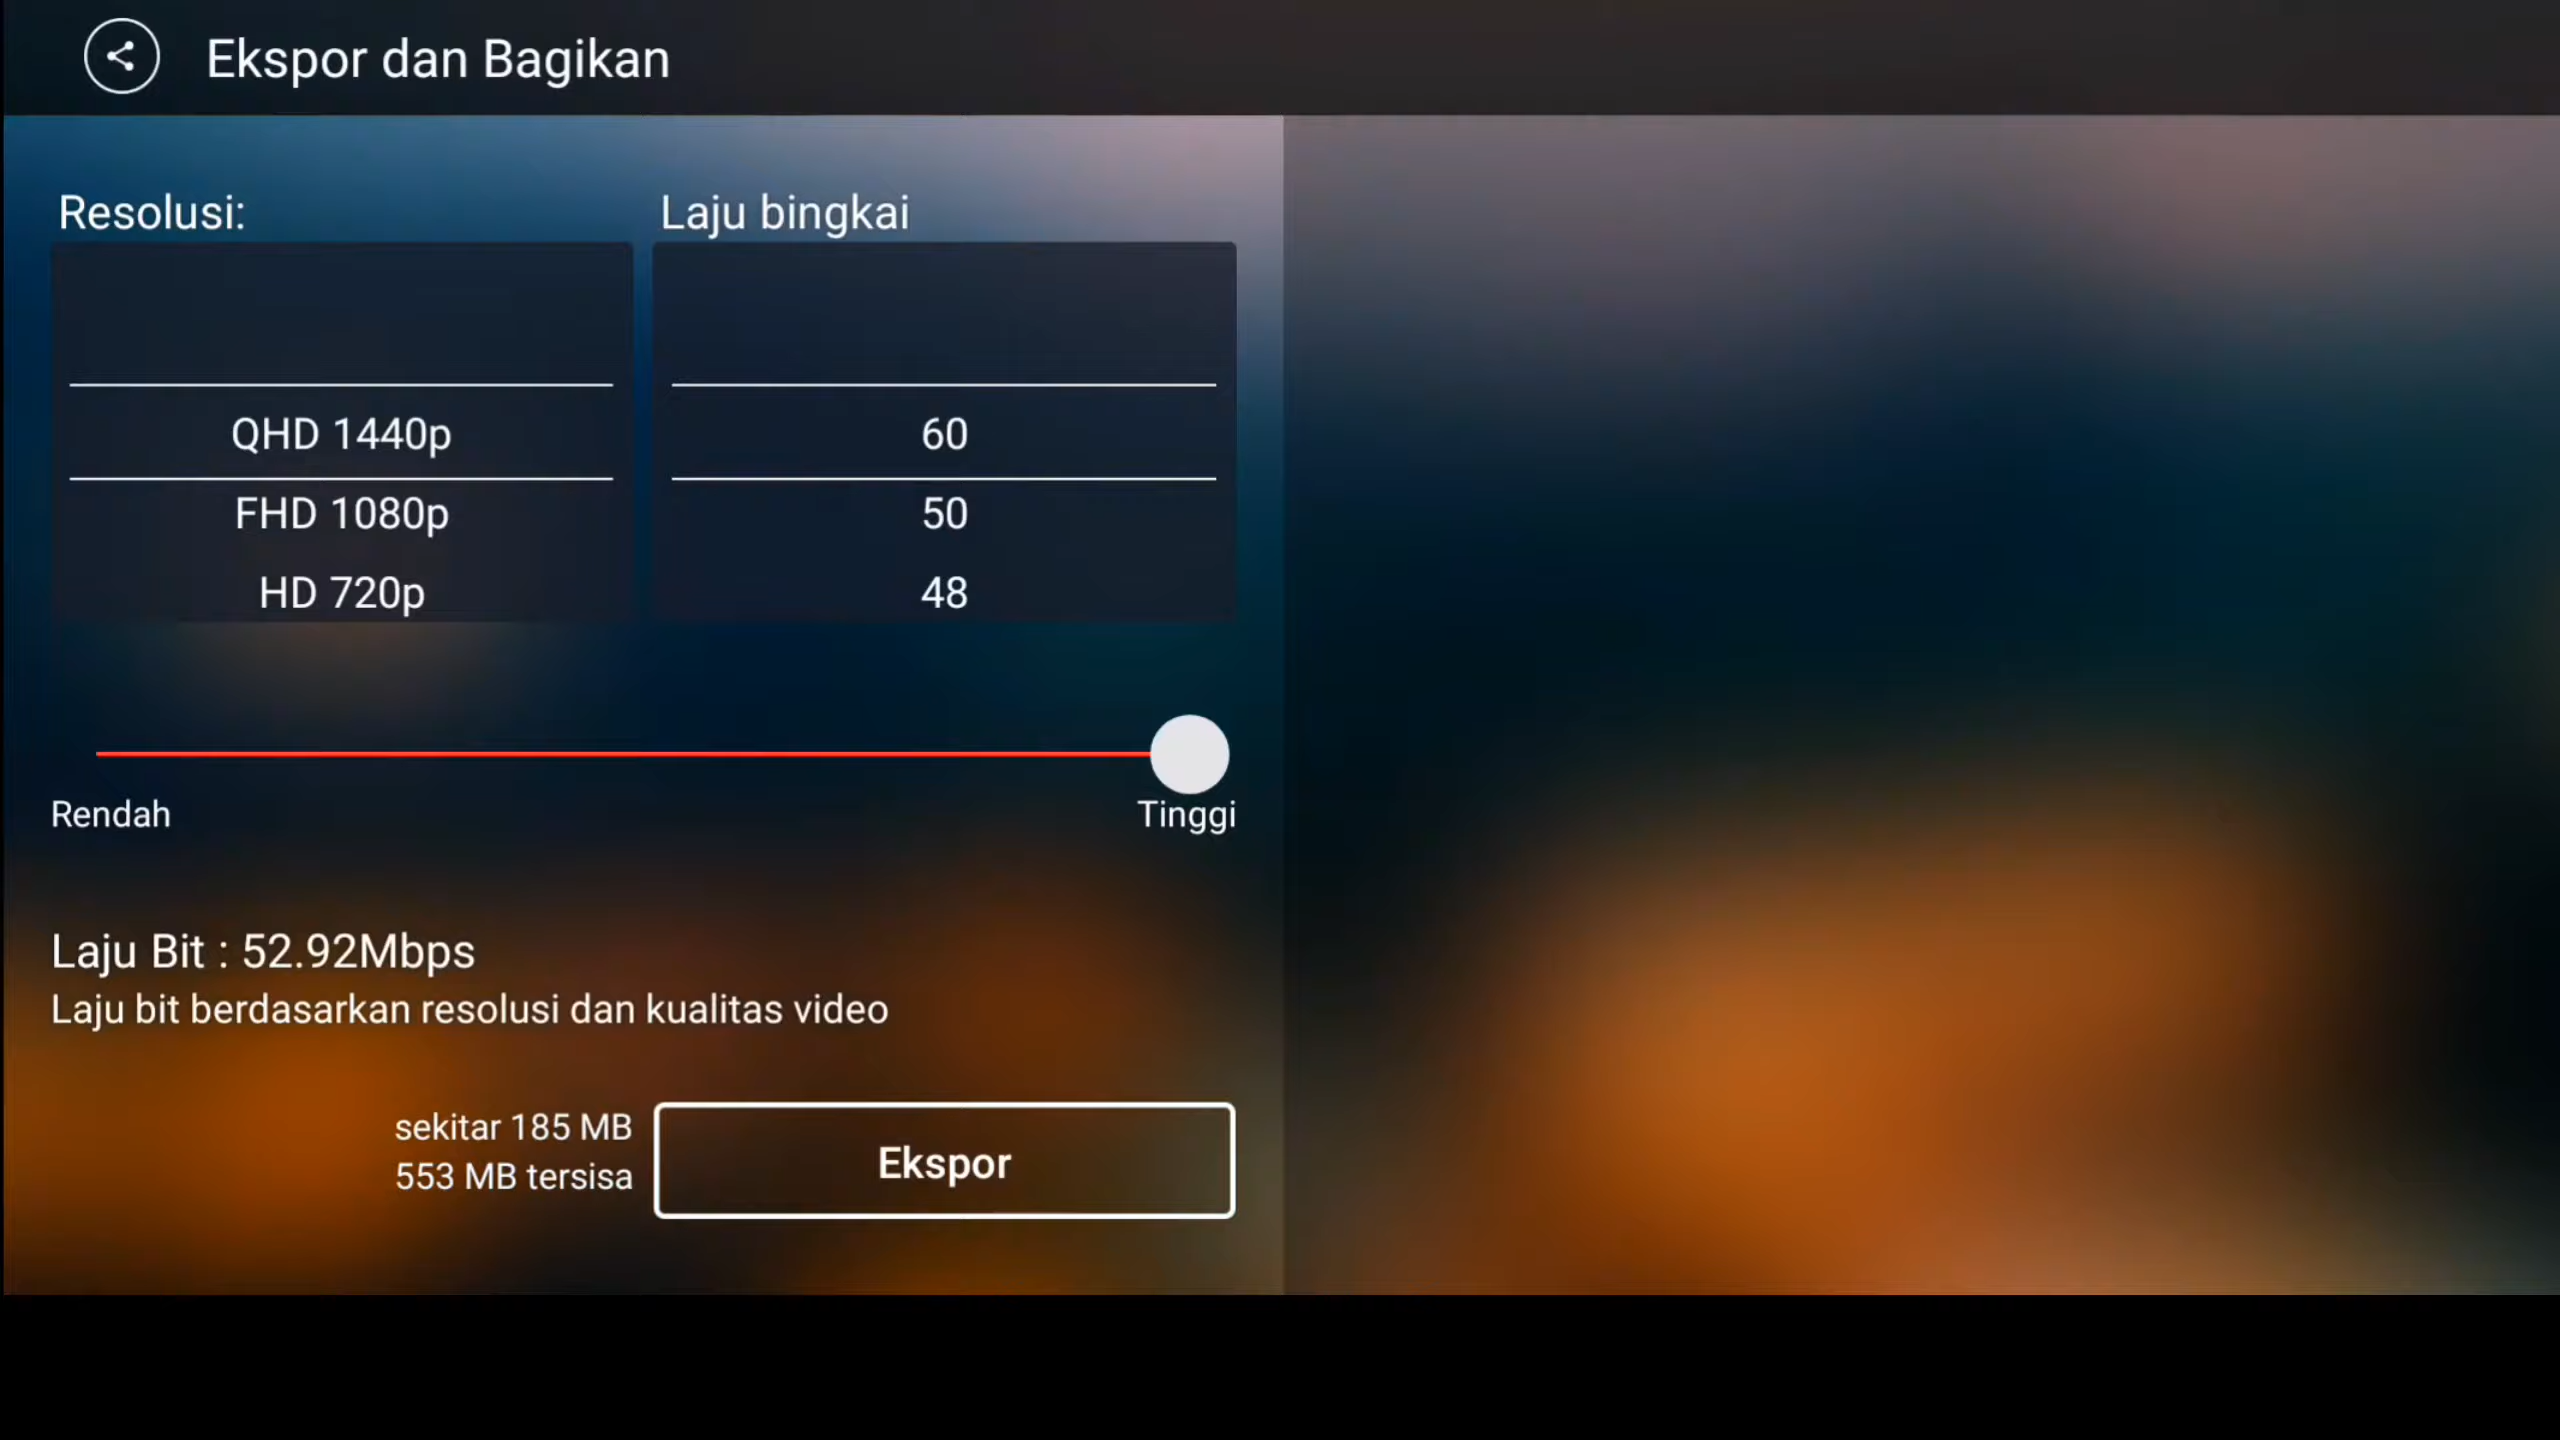 Ekspor dan Bagikan
Resolusi:
Laju bingkai
QHD 1440p
60
FHD 1080p
50
HD 720p
48
Rendah
Tinggi
Laju Bit : 52.92Mbps
Laju bit berdasarkan resolusi dan kualitas video
sekitar 185 MB
553 MB tersisa
Ekspor